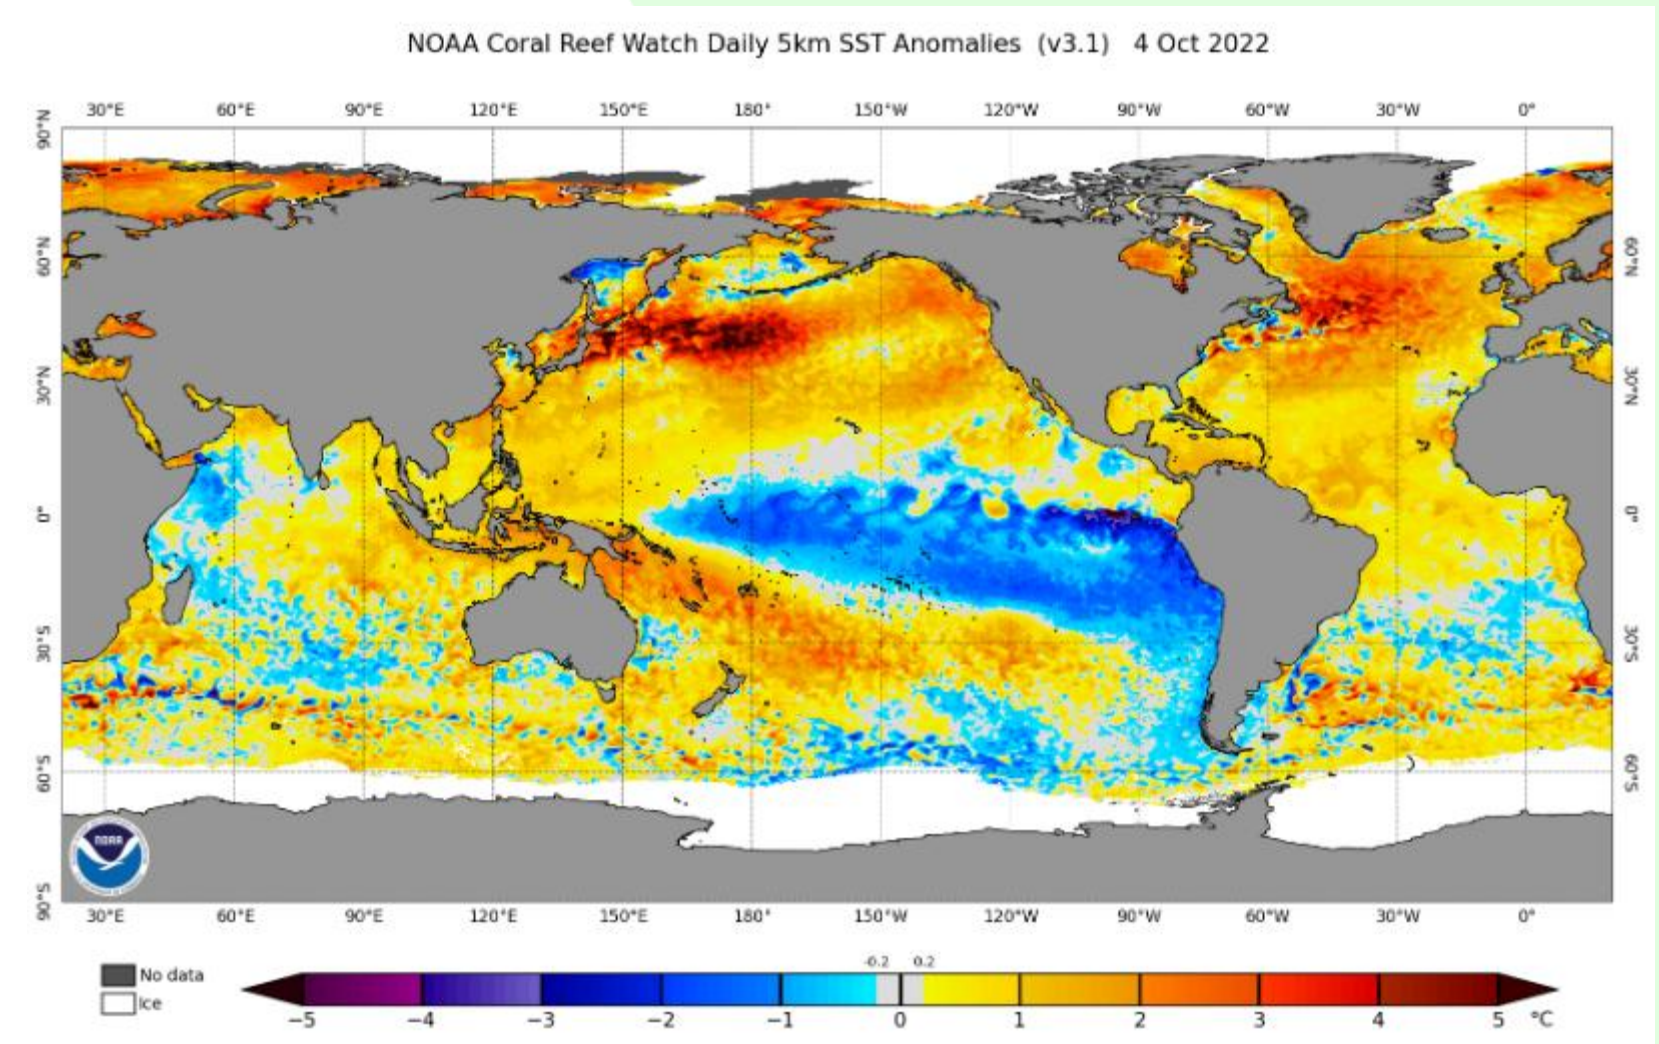 NOAA Coral Reef Watch Daily 5km SST Anomalies (v3.1) 4 Oct 2022
30°E 60°E 90°E 120°E 150°E 180° 150°W 120°W 90°W 60°W 30°W 0°
90°N
60°N 60°N
30°N 30°N
0° 0°
30°S 30°S
60°S 60°S
90°S
NOAA
30°E 60°E 90°E 120°E 150°E 180° 150°W 120°W 90°W 60°W 30°W 0°
-0.2 0.2
No data
Ice
−5 −4 −3 −2 −1 0 1 2 3 4 5 °C